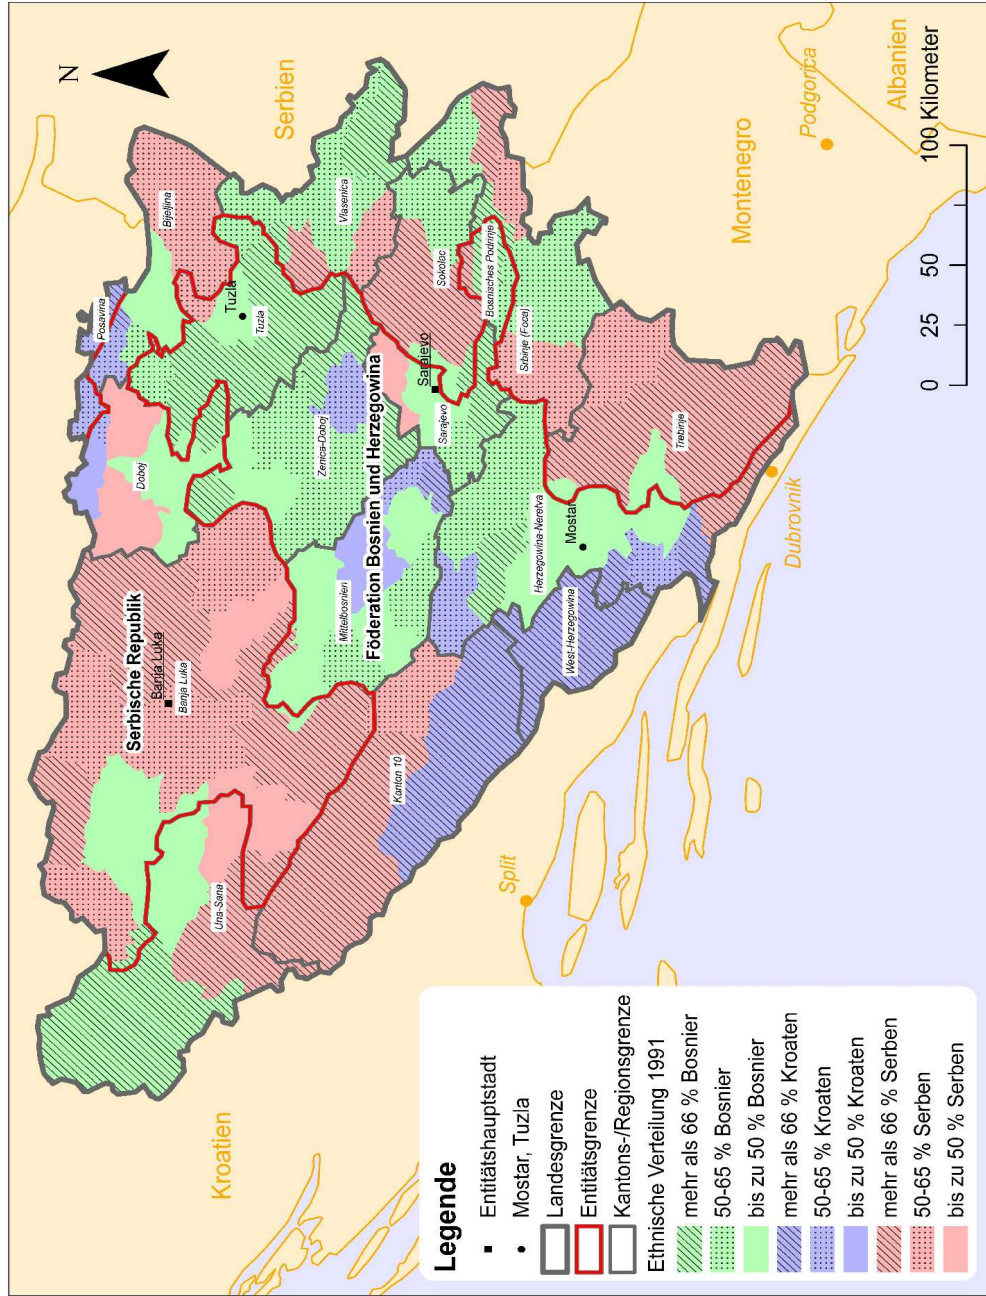 N
Kroatien
Serbien
Montenegro
Albanien
Podgorica
Split
Dubrovnik
Serbische Republik
Banja Luka
Banja Luka
Föderation Bosnien und Herzegowina
Una-Sana
Kanton 10
Doboj
Posavina
Bijeljina
Tuzla
Tuzla
Zenica-Doboj
Vlasenica
Mittelbosnien
Sarajevo
Sarajevo
Sokolac
Bosnisches Podrinje
Srbinje (Foca)
Herzegowina-Neretva
Mostar
West-Herzegowina
Trebinje
0 25 50 100 Kilometer
Legende
Entitätshauptstadt
Mostar, Tuzla
Landesgrenze
Entitätsgrenze
Kantons-/Regionsgrenze
Ethnische Verteilung 1991
mehr als 66 % Bosnier
50-65 % Bosnier
bis zu 50 % Bosnier
mehr als 66 % Kroaten
50-65 % Kroaten
bis zu 50 % Kroaten
mehr als 66 % Serben
50-65 % Serben
bis zu 50 % Serben